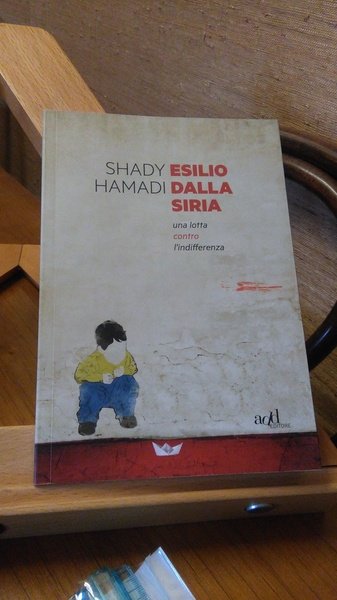 SHADY ESILIO
HAMADI DALLA
SIRIA
una lotta
contro
l'indifferenza
add
EDITORE